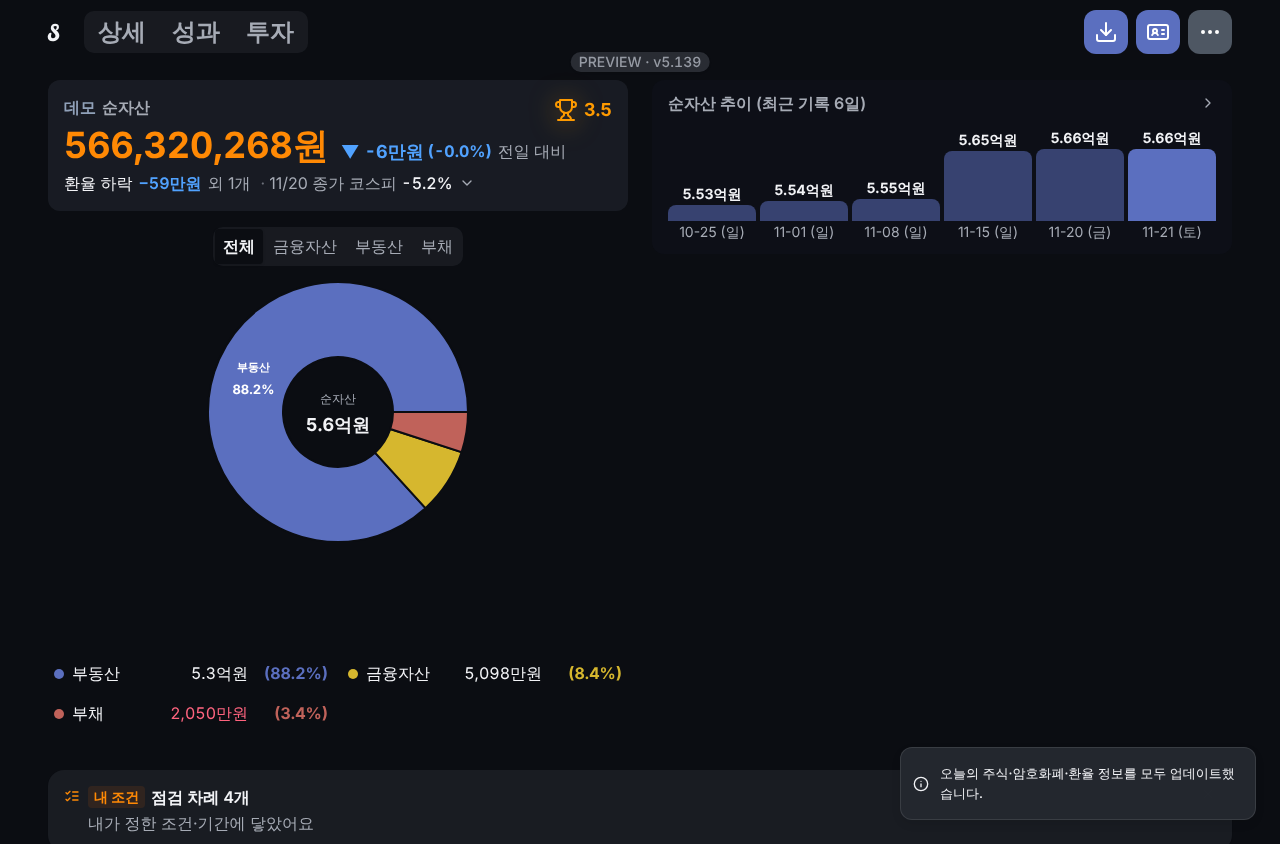 S
상세 성과 투자
PREVIEW · v5.139
데모 순자산
3.5
566,320,268원 ▼ -6만원 (-0.0%) 전일 대비
환율 하락 −59만원 외 1개 · 11/20 종가 코스피 -5.2%
순자산 추이 (최근 기록 6일)
5.53억원 5.54억원 5.55억원 5.65억원 5.66억원 5.66억원
10-25 (일) 11-01 (일) 11-08 (일) 11-15 (일) 11-20 (금) 11-21 (토)
전체 금융자산 부동산 부채
부동산
88.2%
순자산
5.6억원
부동산 5.3억원 (88.2%) 금융자산 5,098만원 (8.4%)
부채 2,050만원 (3.4%)
내 조건 점검 차례 4개
내가 정한 조건·기간에 닿았어요
오늘의 주식·암호화폐·환율 정보를 모두 업데이트했
습니다.